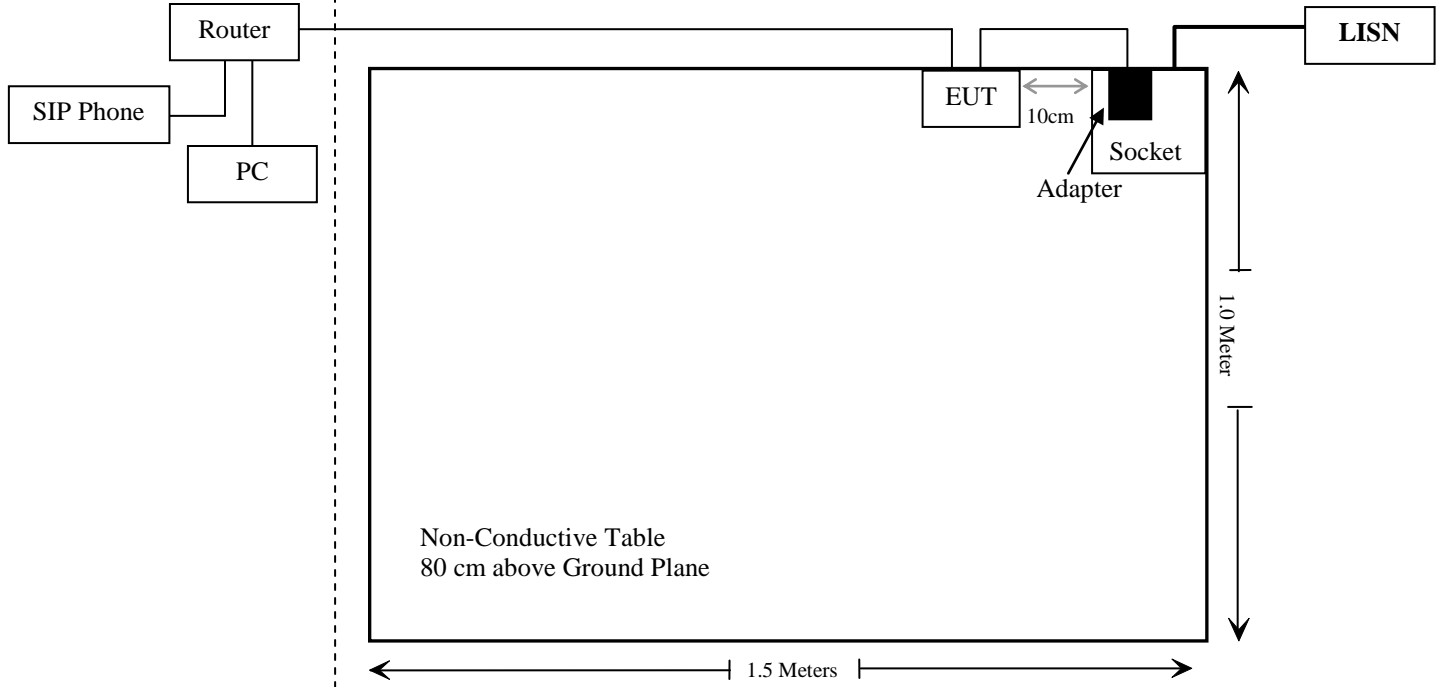 Router
LISN
SIP Phone
EUT
10cm
PC
Socket
Adapter
1.0 Meter
Non-Conductive Table
80 cm above Ground Plane
1.5 Meters